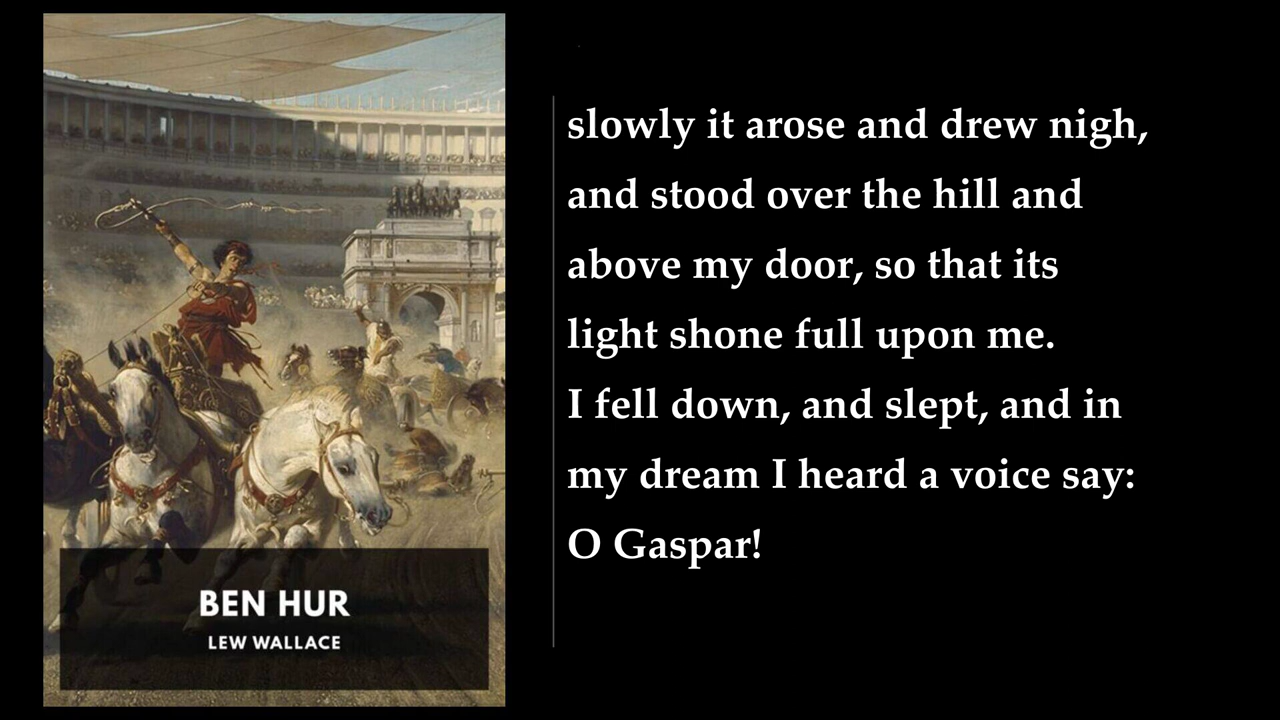 BEN HUR
LEW WALLACE
slowly it arose and drew nigh,
and stood over the hill and
above my door, so that its
light shone full upon me.
I fell down, and slept, and in
my dream I heard a voice say:
O Gaspar!